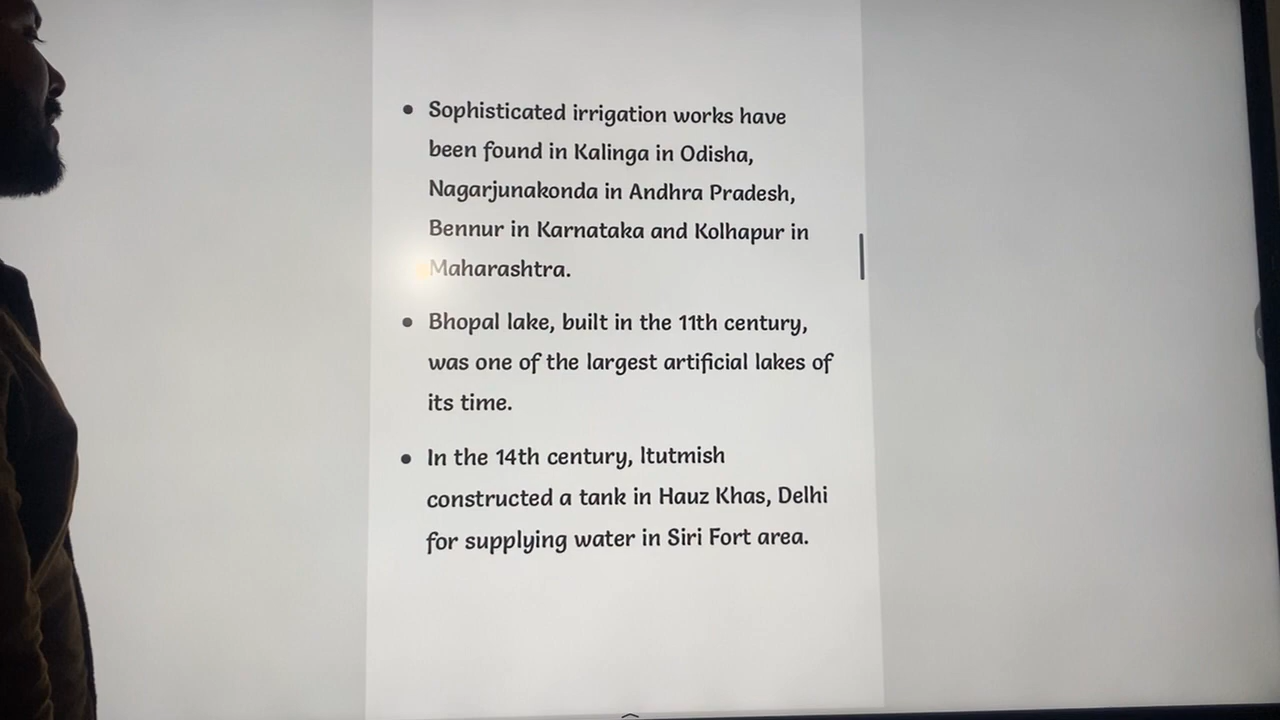 • Sophisticated irrigation works have
been found in Kalinga in Odisha,
Nagarjunakonda in Andhra Pradesh,
Bennur in Karnataka and Kolhapur in
Maharashtra.
• Bhopal lake, built in the 11th century,
was one of the largest artificial lakes of
its time.
• In the 14th century, Itutmish
constructed a tank in Hauz Khas, Delhi
for supplying water in Siri Fort area.